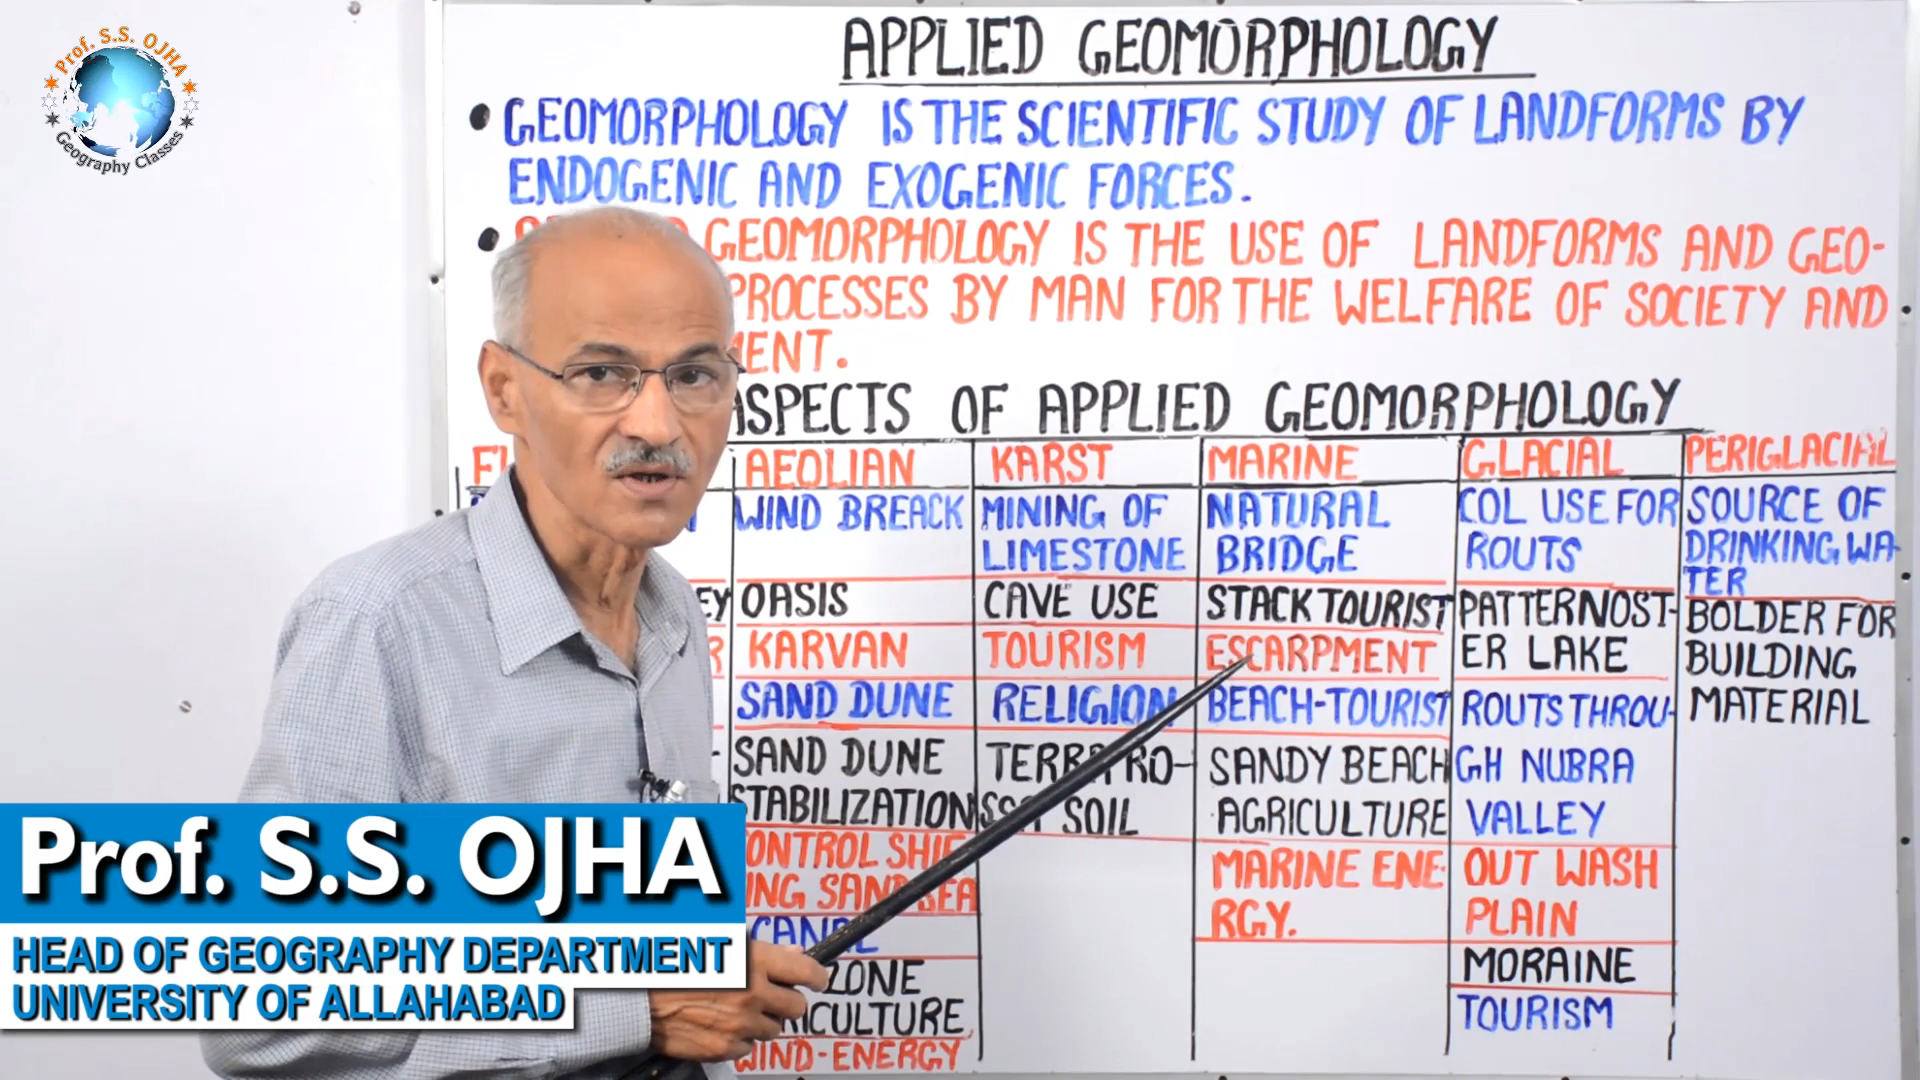 Prof. S.S. OJHA
Geography Classes
APPLIED GEOMORPHOLOGY
GEOMORPHOLOGY IS THE SCIENTIFIC STUDY OF LANDFORMS BY
ENDOGENIC AND EXOGENIC FORCES.
GEOMORPHOLOGY IS THE USE OF LANDFORMS AND GEO-
PROCESSES BY MAN FOR THE WELFARE OF SOCIETY AND
MENT.
ASPECTS OF APPLIED GEOMORPHOLOGY
AEOLIAN
WIND BREACK
OASIS
KARVAN
SAND DUNE
SAND DUNE
STABILIZATION
CANAL
ZONE
WIND-ENERGY
KARST
MINING OF
LIMESTONE
CAVE USE
TOURISM
RELIGION
TERRA RO-
SSA SOIL
MARINE
NATURAL
BRIDGE
STACK TOURIST
ESCARPMENT
BEACH-TOURIST
SANDY BEACH
AGRICULTURE
MARINE ENE-
RGY.
GLACIAL
COL USE FOR
ROUTS
PATTERNOST-
ER LAKE
ROUTS THROU-
GH NUBRA
VALLEY
OUT WASH
PLAIN
MORAINE
TOURISM
PERIGLACIAL
SOURCE OF
DRINKING WA-
TER
BOLDER FOR
BUILDING
MATERIAL
Prof. S.S. OJHA
HEAD OF GEOGRAPHY DEPARTMENT
UNIVERSITY OF ALLAHABAD